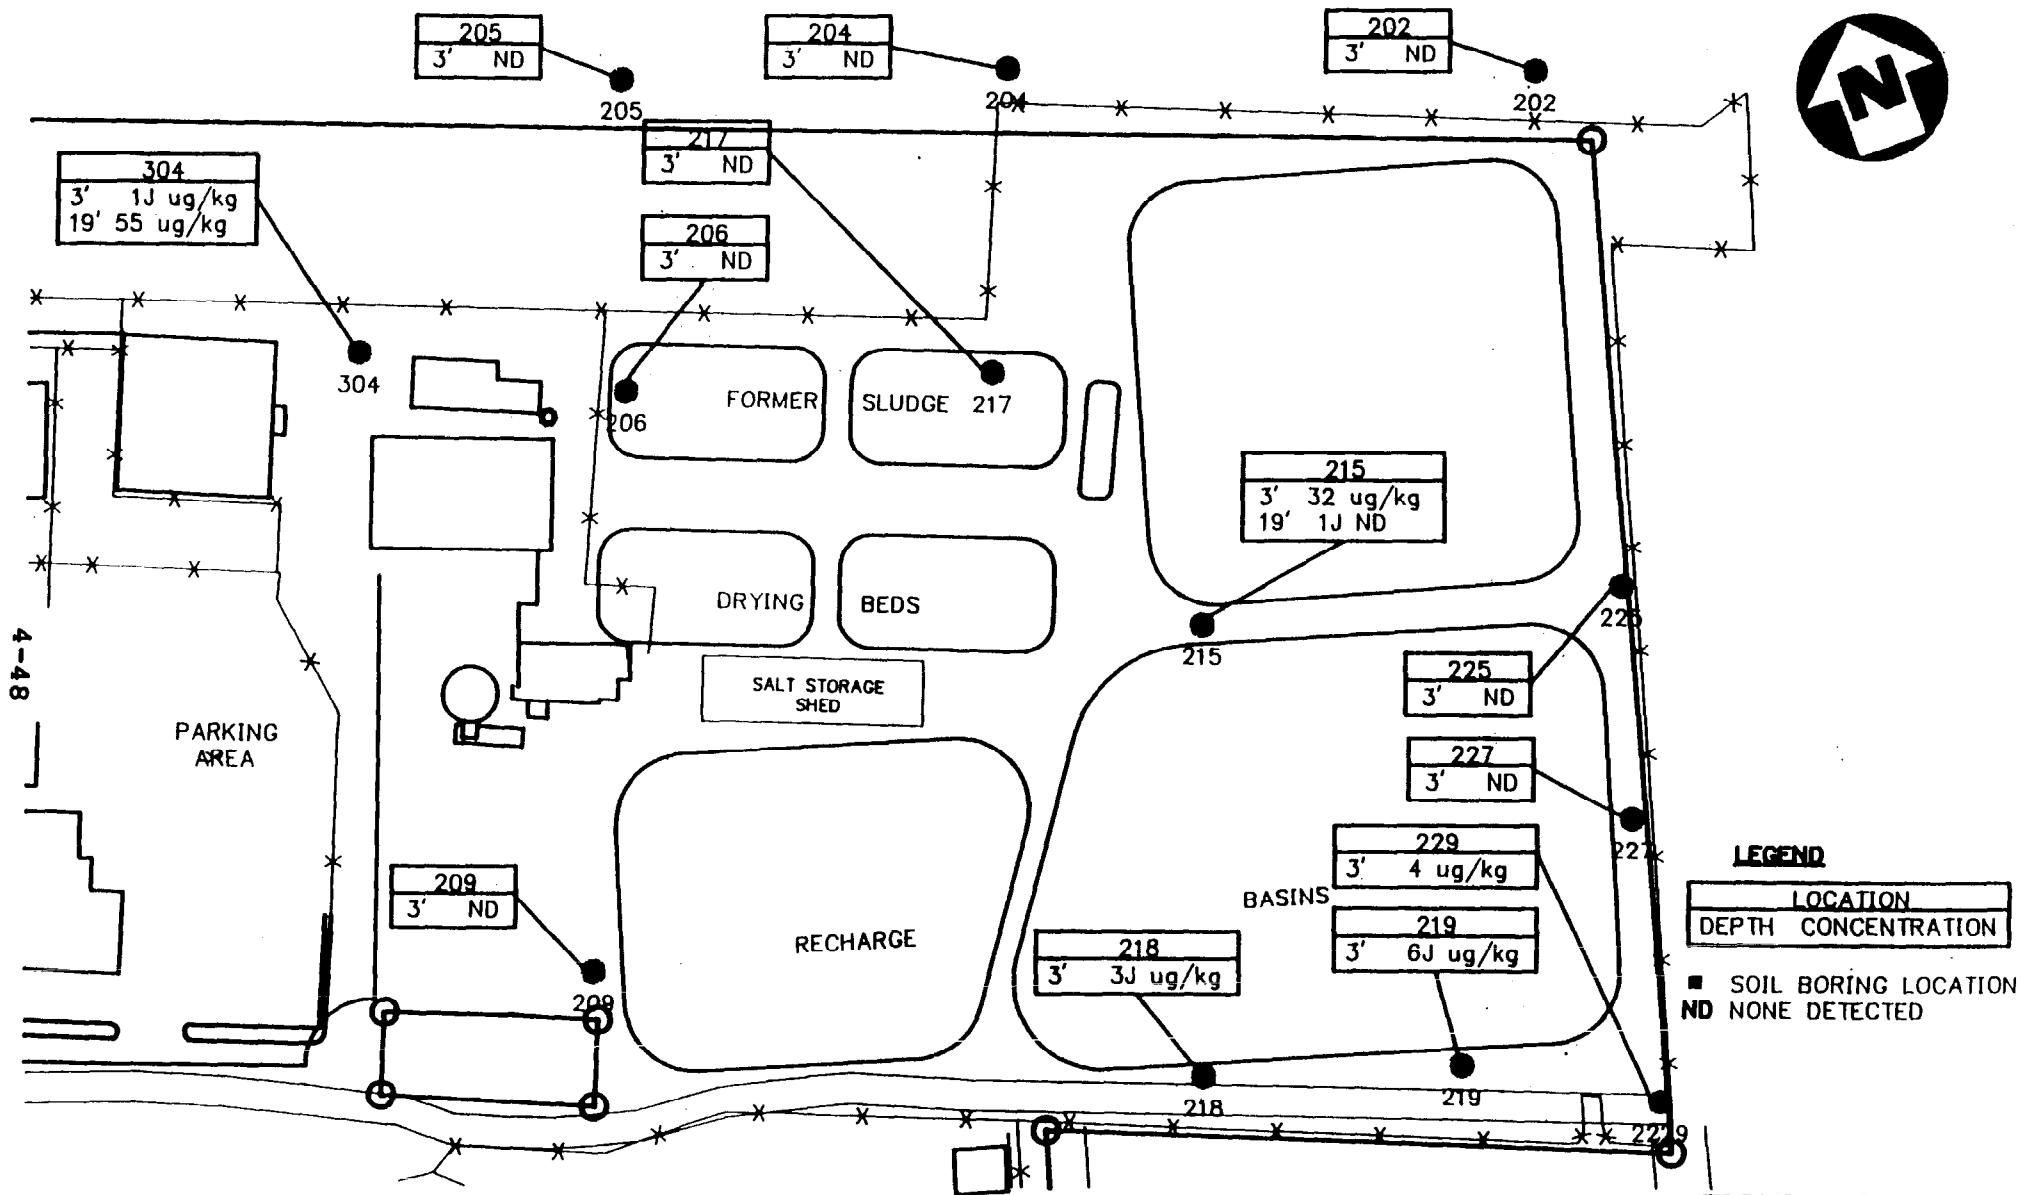 205
3' ND
204
3' ND
202
3' ND
N
205
204
202
217
3' ND
304
3' 1J ug/kg
19' 55 ug/kg
206
3' ND
304
206
FORMER
SLUDGE
217
215
3' 32 ug/kg
19' 1J ND
DRYING
BEDS
225
215
4-48
225
3' ND
SALT STORAGE
SHED
PARKING
AREA
227
3' ND
227
229
3' 4 ug/kg
LEGEND
LOCATION
DEPTH CONCENTRATION
209
3' ND
BASINS
219
3' 6J ug/kg
RECHARGE
218
3' 3J ug/kg
SOIL BORING LOCATION
ND NONE DETECTED
209
218
219
229